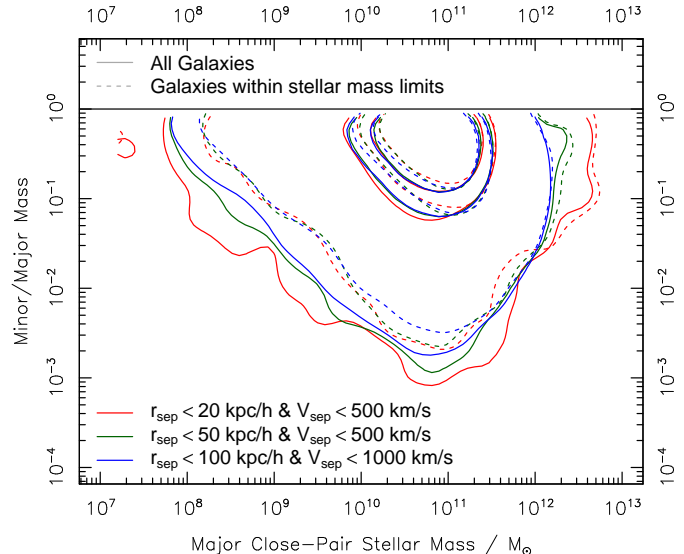 10⁷ 10⁸ 10⁹ 10¹⁰ 10¹¹ 10¹² 10¹³
All Galaxies
Galaxies within stellar mass limits
10⁰ 10⁰
10⁻¹ 10⁻¹
10⁻² 10⁻²
10⁻³ 10⁻³
10⁻⁴ 10⁻⁴
Minor/Major Mass
r_sep < 20 kpc/h & V_sep < 500 km/s
r_sep < 50 kpc/h & V_sep < 500 km/s
r_sep < 100 kpc/h & V_sep < 1000 km/s
10⁷ 10⁸ 10⁹ 10¹⁰ 10¹¹ 10¹² 10¹³
Major Close-Pair Stellar Mass / M_⊙